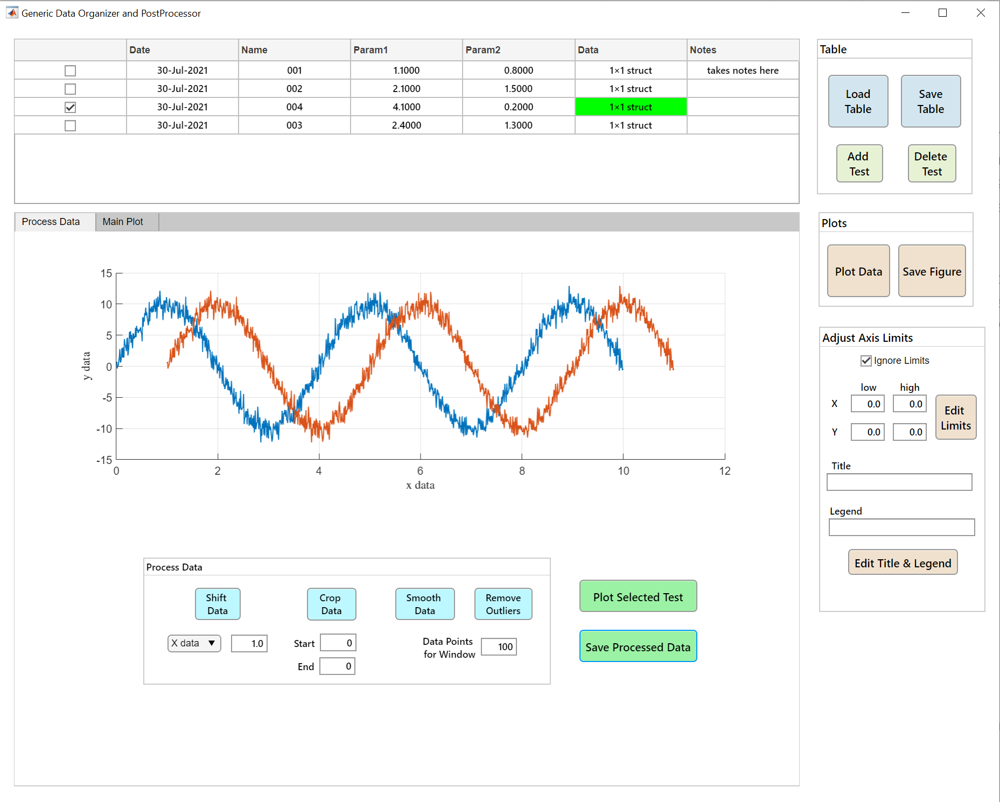 Generic Data Organizer and PostProcessor
Date Name Param1 Param2 Data Notes
30-Jul-2021 001 1.1000 0.8000 1×1 struct takes notes here
30-Jul-2021 002 2.1000 1.5000 1×1 struct
30-Jul-2021 004 4.1000 0.2000 1×1 struct
30-Jul-2021 003 2.4000 1.3000 1×1 struct
Table
Load
Table
Save
Table
Add
Test
Delete
Test
Process Data Main Plot
15
10
5
0
-5
-10
-15
y data
0 2 4 6 8 10 12
x data
Plots
Plot Data Save Figure
Adjust Axis Limits
Ignore Limits
low high
X 0.0 0.0
Y 0.0 0.0
Edit
Limits
Title
Legend
Edit Title & Legend
Process Data
Shift
Data
Crop
Data
Smooth
Data
Remove
Outliers
X data 1.0
Start 0
End 0
Data Points
for Window
100
Plot Selected Test
Save Processed Data